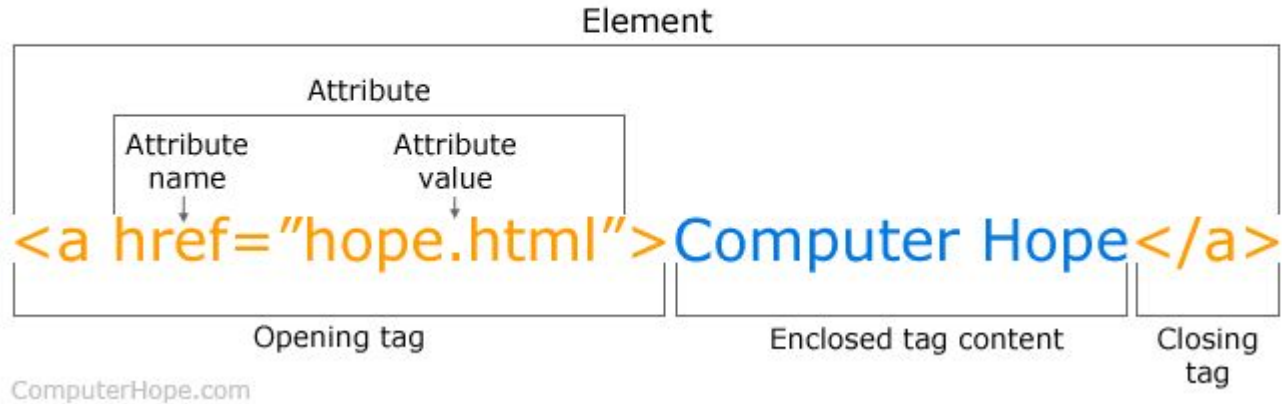 Element
Attribute
Attribute name
Attribute value
<a href=”hope.html”>Computer Hope</a>
Opening tag
Enclosed tag content
Closing tag
ComputerHope.com